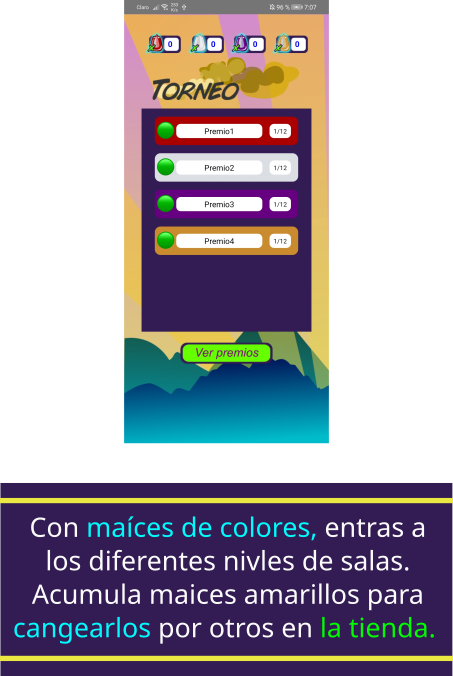 Claro 96 % 7:07
0 0 0 0
TORNEO
Premio1 1/12
Premio2 1/12
Premio3 1/12
Premio4 1/12
Ver premios
Con maíces de colores, entras a
los diferentes nivles de salas.
Acumula maices amarillos para
cangearlos por otros en la tienda.